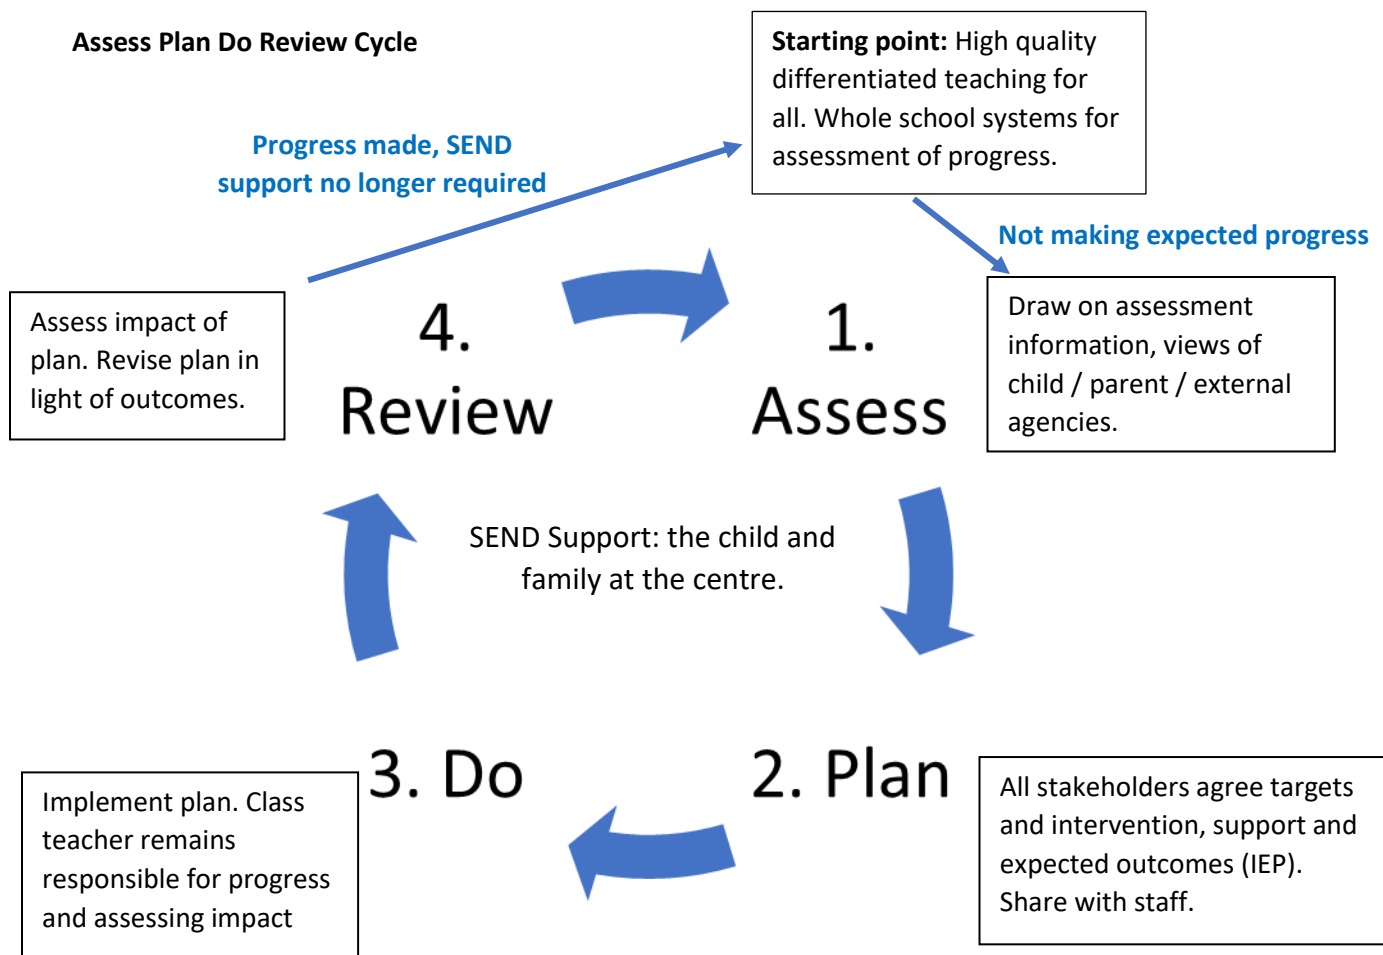 Assess Plan Do Review Cycle
Starting point: High quality
differentiated teaching for
all. Whole school systems for
assessment of progress.
Progress made, SEND
support no longer required
Not making expected progress
Assess impact of
plan. Revise plan in
light of outcomes.
4.
Review
1.
Assess
Draw on assessment
information, views of
child / parent / external
agencies.
SEND Support: the child and
family at the centre.
3. Do
2. Plan
Implement plan. Class
teacher remains
responsible for progress
and assessing impact
All stakeholders agree targets
and intervention, support and
expected outcomes (IEP).
Share with staff.